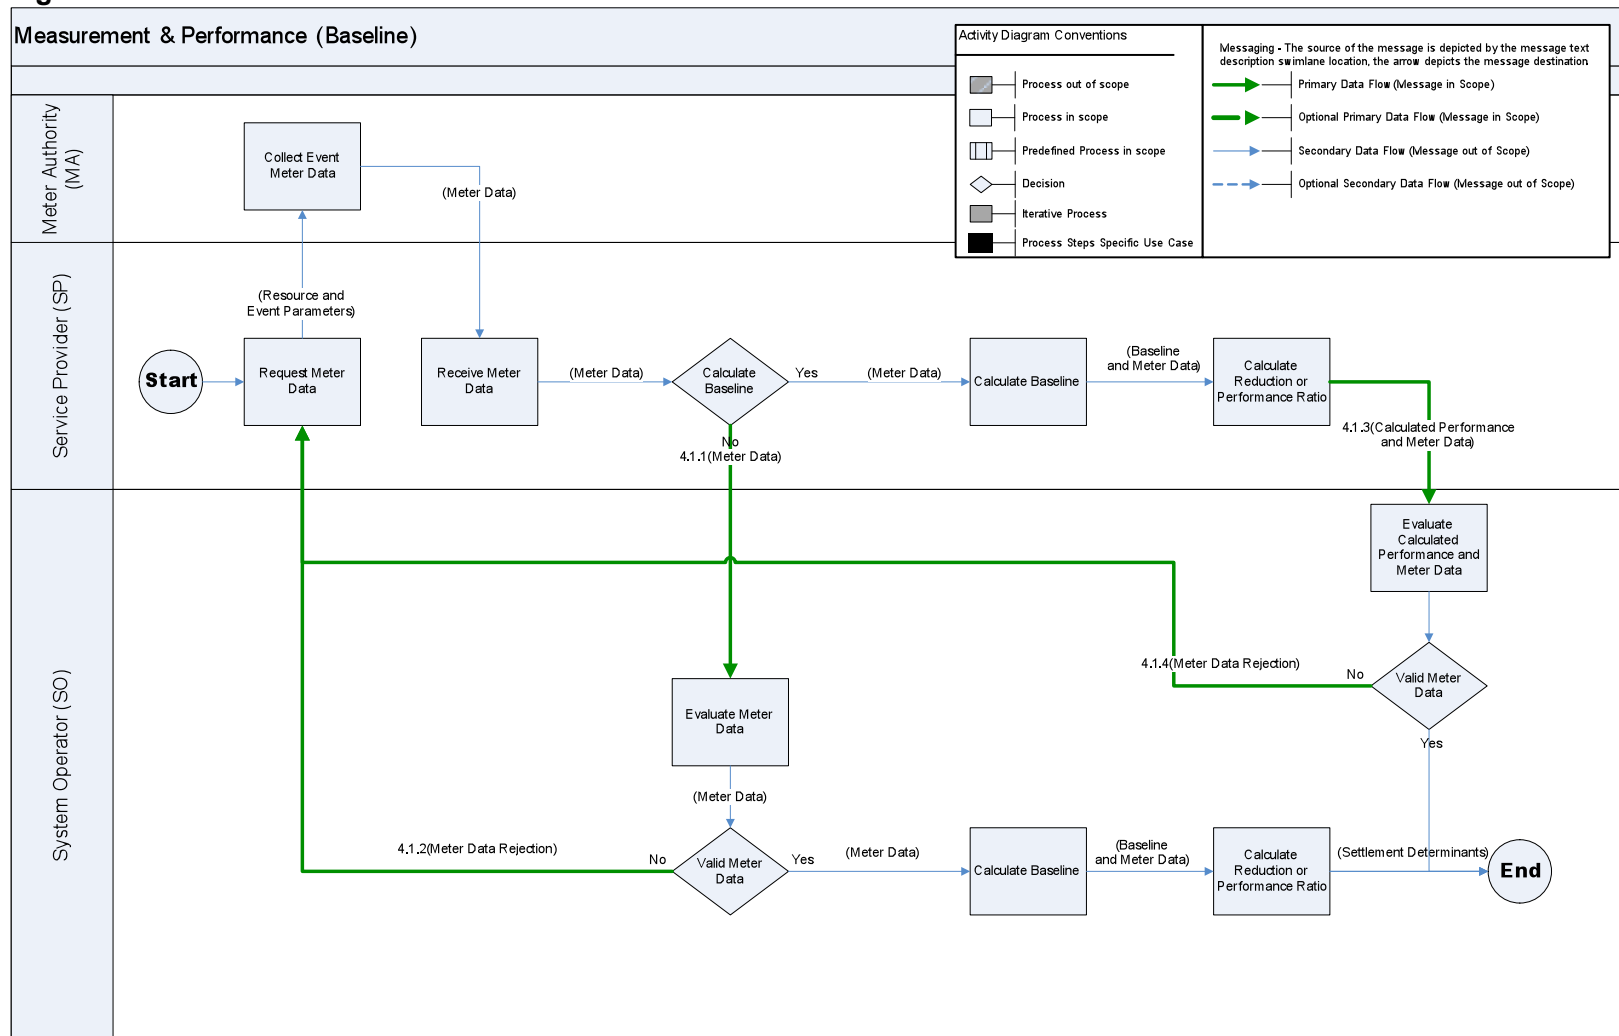 Measurement & Performance (Baseline)
Activity Diagram Conventions
Process out of scope
Process in scope
Predefined Process in scope
Decision
Iterative Process
Process Steps Specific Use Case
Messaging - The source of the message is depicted by the message text
description swimlane location, the arrow depicts the message destination.
Primary Data Flow (Message in Scope)
Optional Primary Data Flow (Message in Scope)
Secondary Data Flow (Message out of Scope)
Optional Secondary Data Flow (Message out of Scope)
Meter Authority
(MA)
Collect Event
Meter Data
(Meter Data)
Service Provider (SP)
(Resource and
Event Parameters)
Start
Request Meter
Data
Receive Meter
Data
(Meter Data)
Calculate
Baseline
Yes
(Meter Data)
Calculate Baseline
(Baseline
and Meter Data)
Calculate
Reduction or
Performance Ratio
No
4.1.1(Meter Data)
4.1.3(Calculated Performance
and Meter Data)
System Operator (SO)
Evaluate
Calculated
Performance and
Meter Data
4.1.4(Meter Data Rejection)
No
Valid Meter
Data
Yes
Evaluate Meter
Data
(Meter Data)
4.1.2(Meter Data Rejection)
No
Valid Meter
Data
Yes
(Meter Data)
Calculate Baseline
(Baseline
and Meter Data)
Calculate
Reduction or
Performance Ratio
(Settlement Determinants)
End